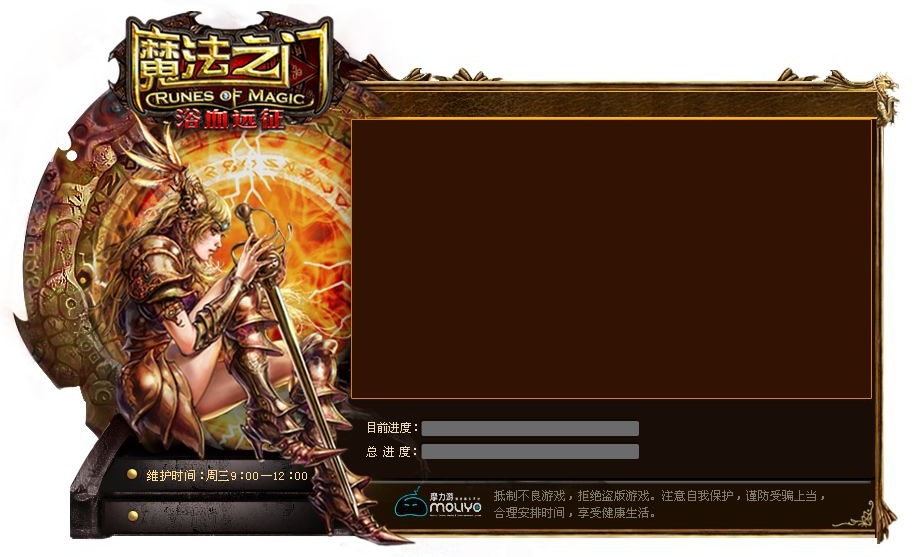 魔法之门
RUNES OF MAGIC
浴血远征
目前进度:
总 进 度:
维护时间:周三9:00—12:00
摩力游
moliyo
抵制不良游戏，拒绝盗版游戏。注意自我保护，谨防受骗上当，
合理安排时间，享受健康生活。